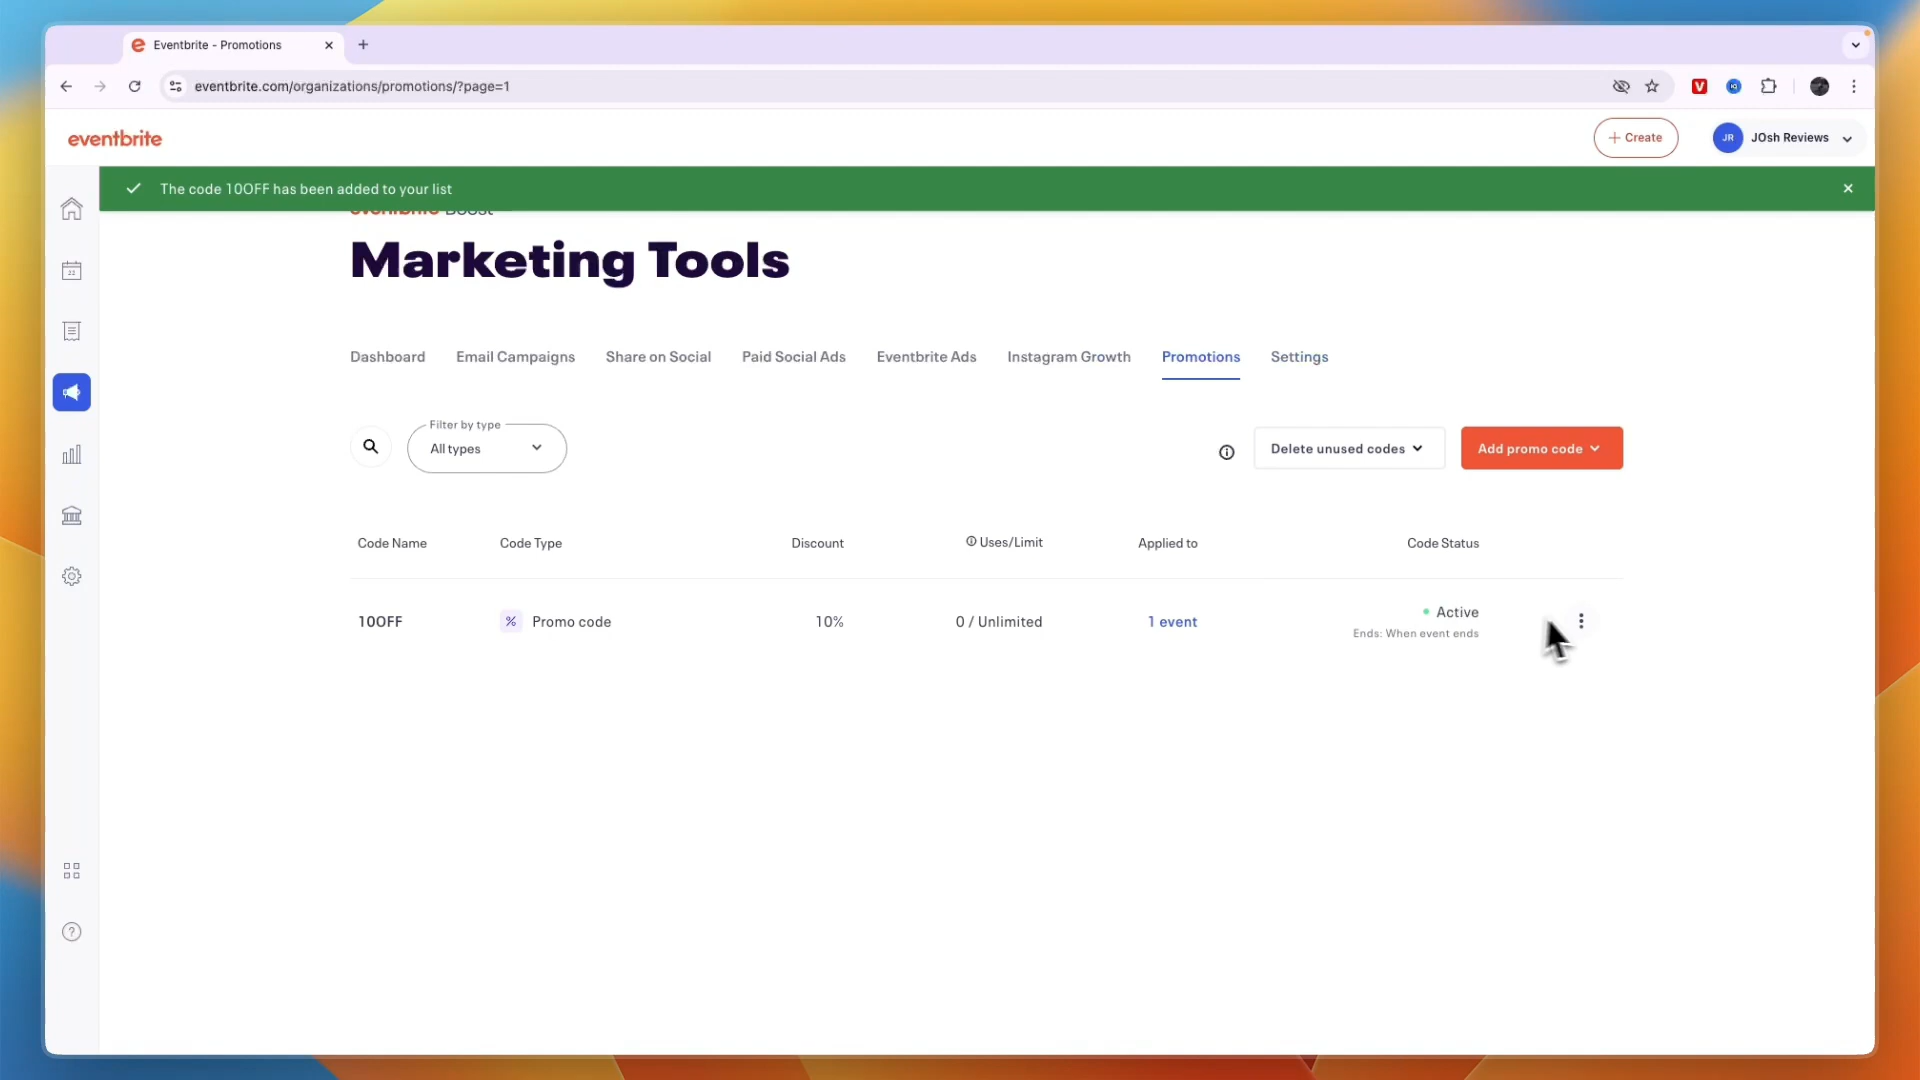 Eventbrite - Promotions
eventbrite.com/organizations/promotions/?page=1
eventbrite
Create
JR
JOsh Reviews
The code 10OFF has been added to your list
eventbrite Boost
Marketing Tools
Dashboard
Email Campaigns
Share on Social
Paid Social Ads
Eventbrite Ads
Instagram Growth
Promotions
Settings
Filter by type
All types
Delete unused codes
Add promo code
Code Name
Code Type
Discount
Uses/Limit
Applied to
Code Status
10OFF
%
Promo code
10%
0 / Unlimited
1 event
Active
Ends: When event ends